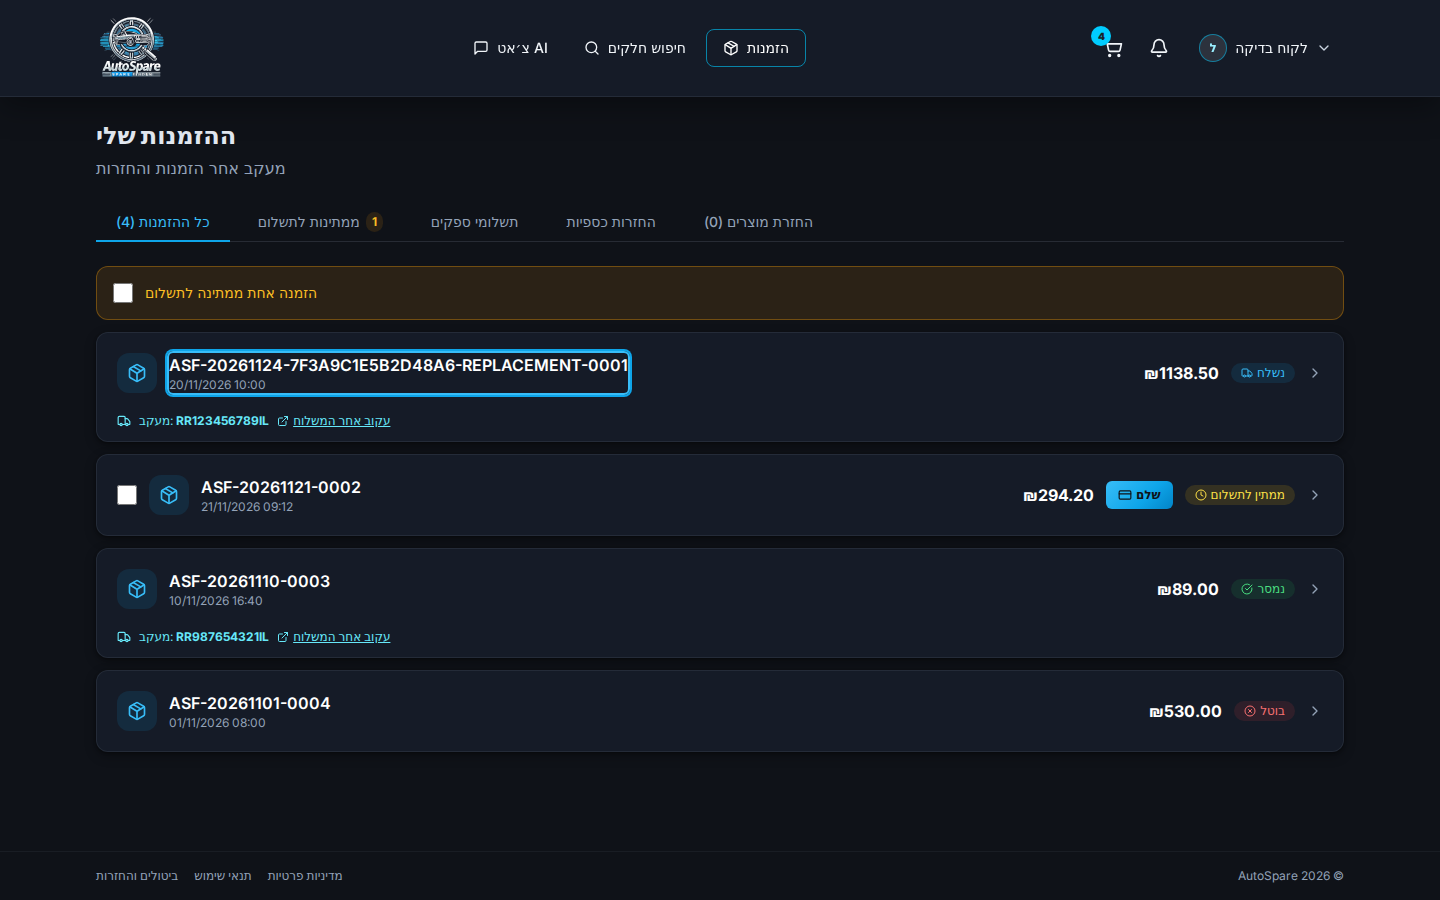 AutoSpare
AI צ׳אט
חיפוש חלקים
הזמנות
4
ל
לקוח בדיקה
ההזמנות שלי
מעקב אחר הזמנות והחזרות
כל ההזמנות (4)
ממתינות לתשלום 1
תשלומי ספקים
החזרות כספיות
החזרת מוצרים (0)
הזמנה אחת ממתינה לתשלום
ASF-20261124-7F3A9C1E5B2D48A6-REPLACEMENT-0001
20/11/2026 10:00
₪1138.50
נשלח
מעקב: RR123456789IL
עקוב אחר המשלוח
ASF-20261121-0002
21/11/2026 09:12
₪294.20
שלם
ממתין לתשלום
ASF-20261110-0003
10/11/2026 16:40
₪89.00
נמסר
מעקב: RR987654321IL
עקוב אחר המשלוח
ASF-20261101-0004
01/11/2026 08:00
₪530.00
בוטל
ביטולים והחזרות
תנאי שימוש
מדיניות פרטיות
AutoSpare 2026 ©